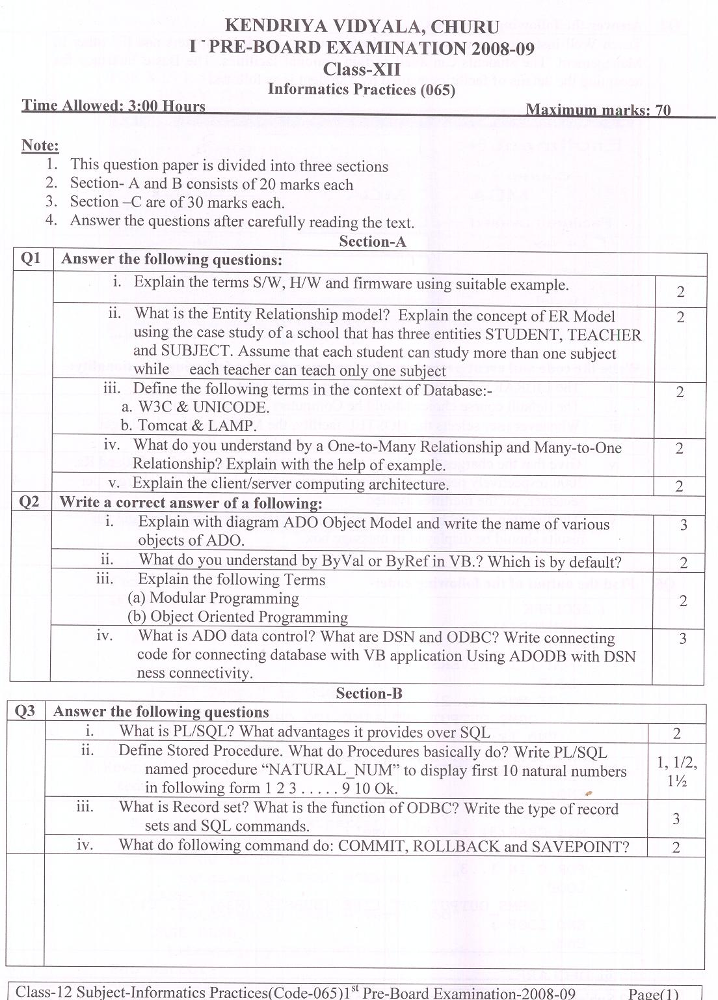 KENDRIYA VIDYALA, CHURU
I - PRE-BOARD EXAMINATION 2008-09
Class-XII
Informatics Practices (065)
Time Allowed: 3:00 Hours Maximum marks: 70
Note:
1. This question paper is divided into three sections
2. Section- A and B consists of 20 marks each
3. Section –C are of 30 marks each.
4. Answer the questions after carefully reading the text.
Section-A
Q1 Answer the following questions:
i. Explain the terms S/W, H/W and firmware using suitable example. 2
ii. What is the Entity Relationship model? Explain the concept of ER Model 2
using the case study of a school that has three entities STUDENT, TEACHER
and SUBJECT. Assume that each student can study more than one subject
while each teacher can teach only one subject
iii. Define the following terms in the context of Database:- 2
a. W3C & UNICODE.
b. Tomcat & LAMP.
iv. What do you understand by a One-to-Many Relationship and Many-to-One 2
Relationship? Explain with the help of example.
v. Explain the client/server computing architecture. 2
Q2 Write a correct answer of a following:
i. Explain with diagram ADO Object Model and write the name of various 3
objects of ADO.
ii. What do you understand by ByVal or ByRef in VB.? Which is by default? 2
iii. Explain the following Terms
(a) Modular Programming 2
(b) Object Oriented Programming
iv. What is ADO data control? What are DSN and ODBC? Write connecting 3
code for connecting database with VB application Using ADODB with DSN
ness connectivity.
Section-B
Q3 Answer the following questions
i. What is PL/SQL? What advantages it provides over SQL 2
ii. Define Stored Procedure. What do Procedures basically do? Write PL/SQL 1, 1/2,
named procedure “NATURAL_NUM” to display first 10 natural numbers 1½
in following form 1 2 3 . . . . . 9 10 Ok.
iii. What is Record set? What is the function of ODBC? Write the type of record 3
sets and SQL commands.
iv. What do following command do: COMMIT, ROLLBACK and SAVEPOINT? 2
Class-12 Subject-Informatics Practices(Code-065)1st Pre-Board Examination-2008-09 Page(1)